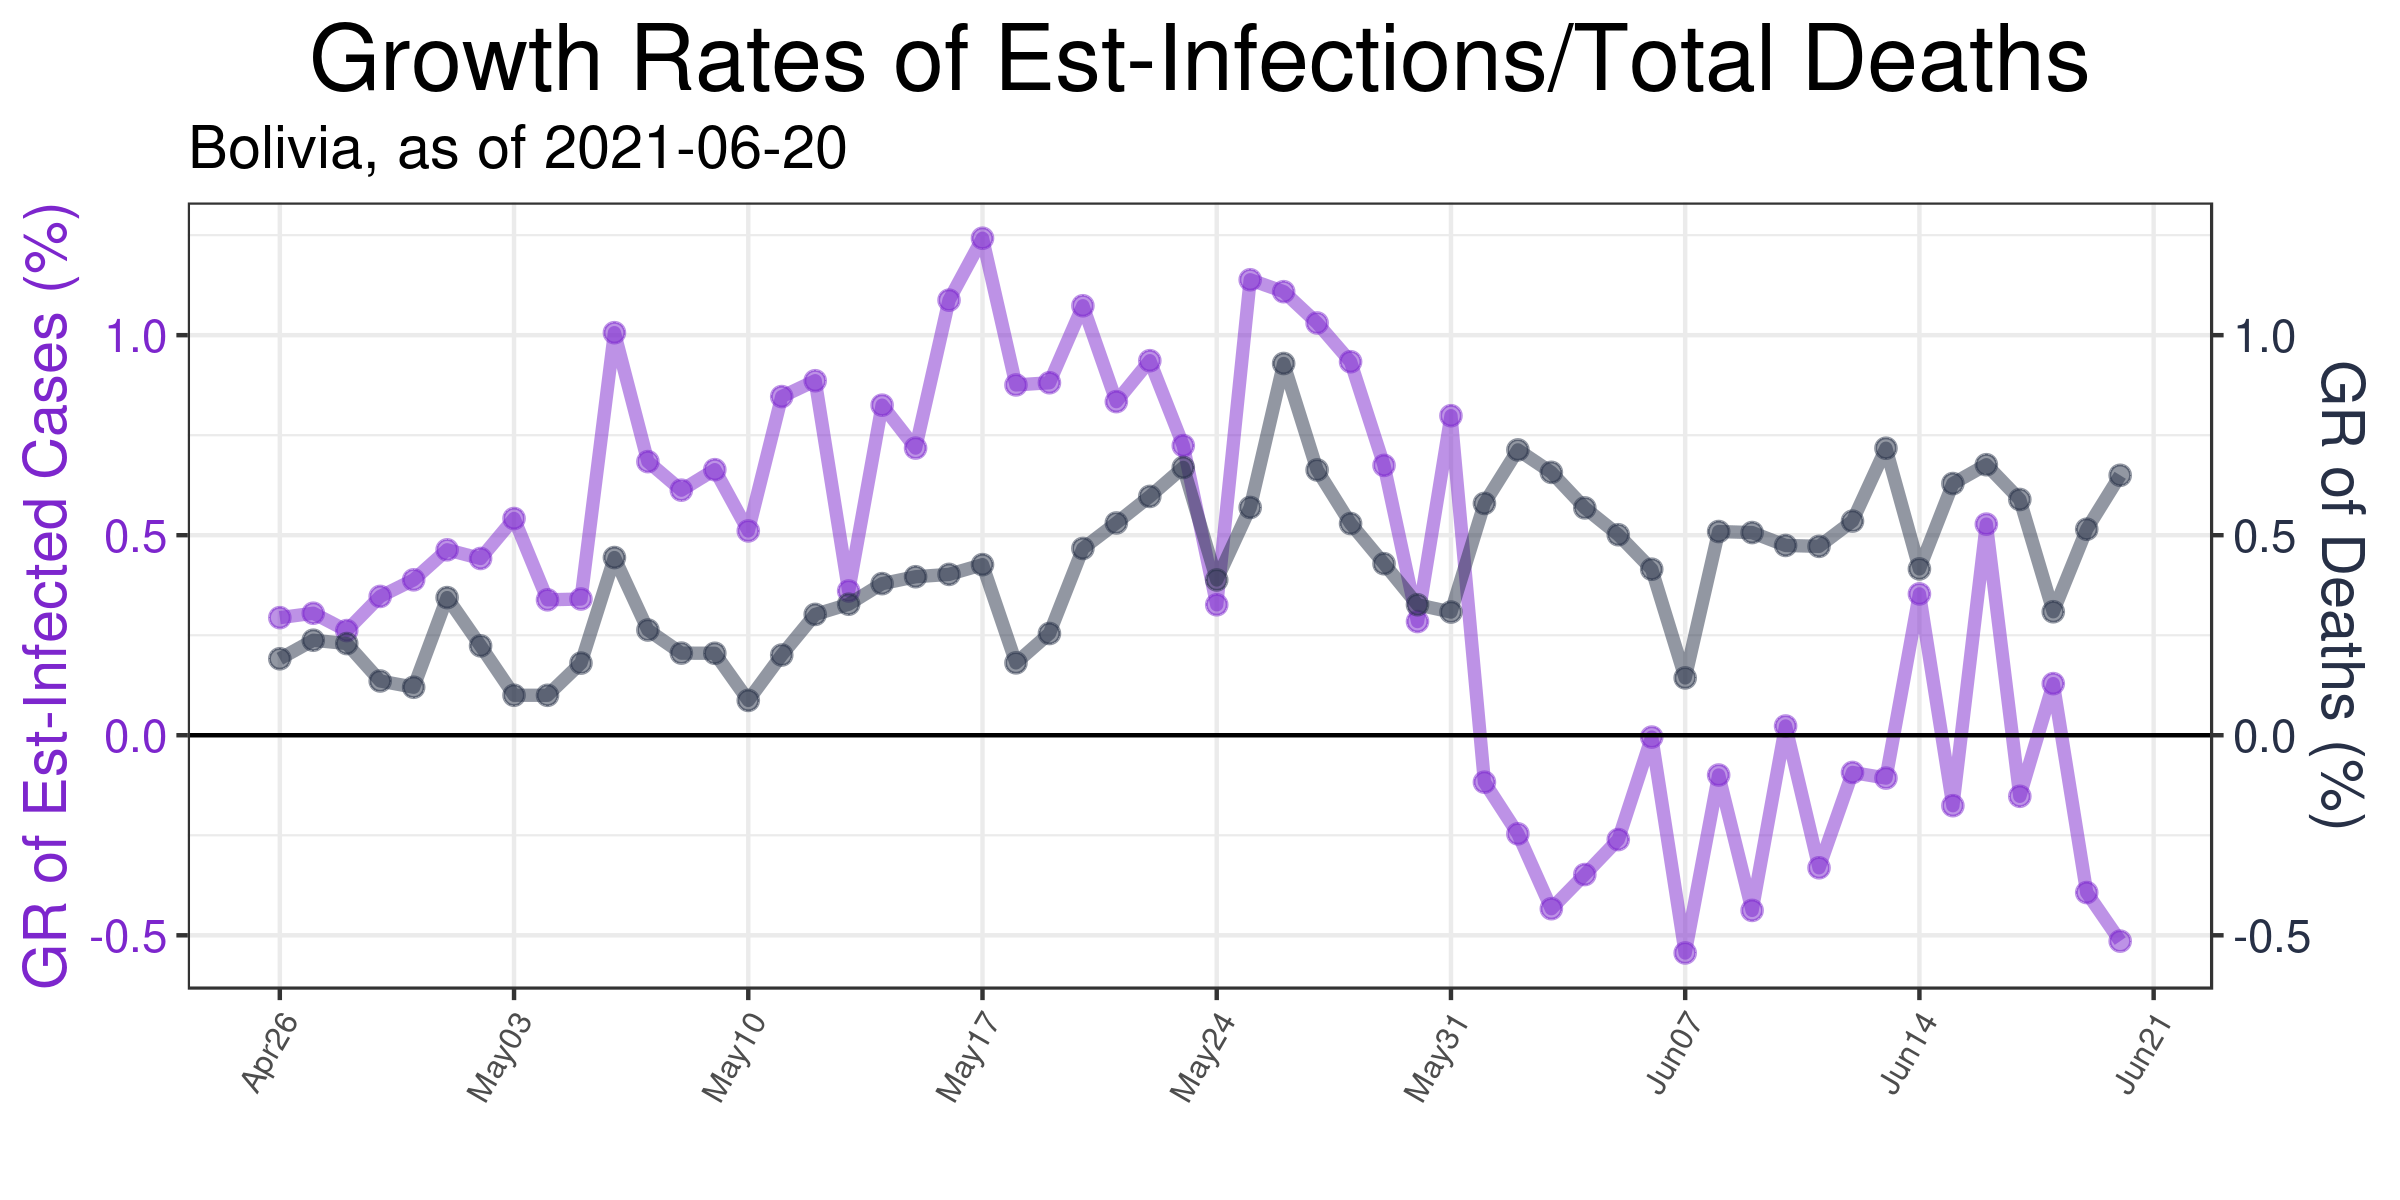 Growth Rates of Est-Infections/Total Deaths
Bolivia, as of 2021-06-20
GR of Est-Infected Cases (%)
1.0
0.5
0.0
-0.5
1.0
0.5
0.0
-0.5
GR of Deaths (%)
Apr26
May03
May10
May17
May24
May31
Jun07
Jun14
Jun21